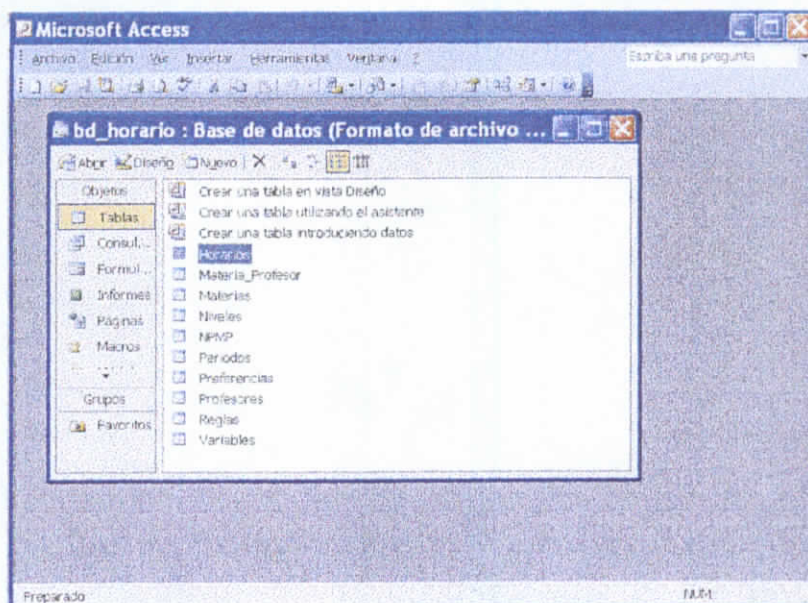 Microsoft Access
Archivo Edición Ver Insertar Herramientas Ventana ?
Escriba una pregunta
bd_horario : Base de datos (Formato de archivo ...
Abrir Diseño Nuevo
Objetos
Tablas
Consul...
Formul...
Informes
Páginas
Macros
Grupos
Favoritos
Crear una tabla en vista Diseño
Crear una tabla utilizando el asistente
Crear una tabla introduciendo datos
Horarios
Materia_Profesor
Materias
Niveles
NPMP
Periodos
Preferencias
Profesores
Reglas
Variables
Preparado
NUM